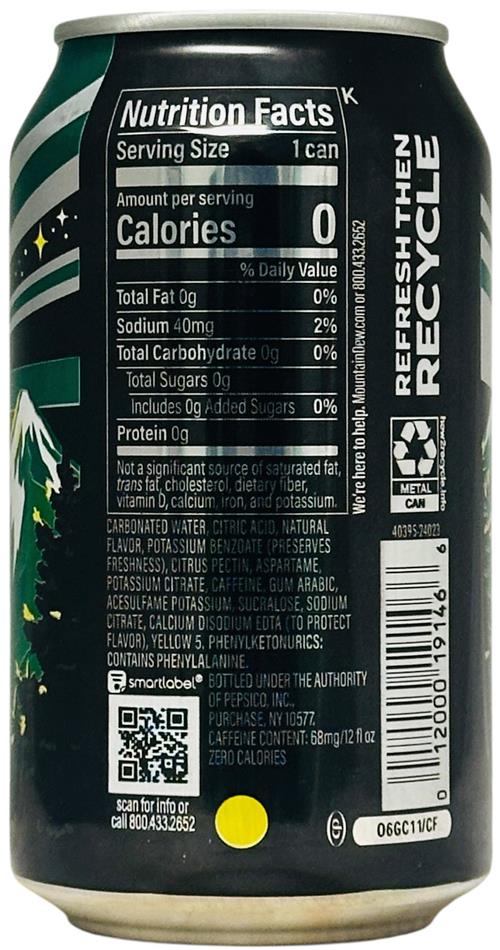 Nutrition Facts
K
Serving Size 1 can
Amount per serving
Calories 0
% Daily Value
Total Fat 0g 0%
Sodium 40mg 2%
Total Carbohydrate 0g 0%
Total Sugars 0g
Includes 0g Added Sugars 0%
Protein 0g
Not a significant source of saturated fat,
trans fat, cholesterol, dietary fiber,
vitamin D, calcium, iron, and potassium.
CARBONATED WATER, CITRIC ACID, NATURAL
FLAVOR, POTASSIUM BENZOATE (PRESERVES
FRESHNESS), CITRUS PECTIN, ASPARTAME,
POTASSIUM CITRATE, CAFFEINE, GUM ARABIC,
ACESULFAME POTASSIUM, SUCRALOSE, SODIUM
CITRATE, CALCIUM DISODIUM EDTA (TO PROTECT
FLAVOR), YELLOW 5. PHENYLKETONURICS:
CONTAINS PHENYLALANINE.
smartlabel®
scan for info or
call 800.433.2652
BOTTLED UNDER THE AUTHORITY
OF PEPSICO, INC.,
PURCHASE, NY 10577.
CAFFEINE CONTENT: 68mg/12 fl oz
ZERO CALORIES
We're here to help. MountainDew.com or 800.433.2652
REFRESH THEN
RECYCLE
METAL
CAN
how2recycle.info
40395-24023
0 12000 19146 6
06GC11/CF